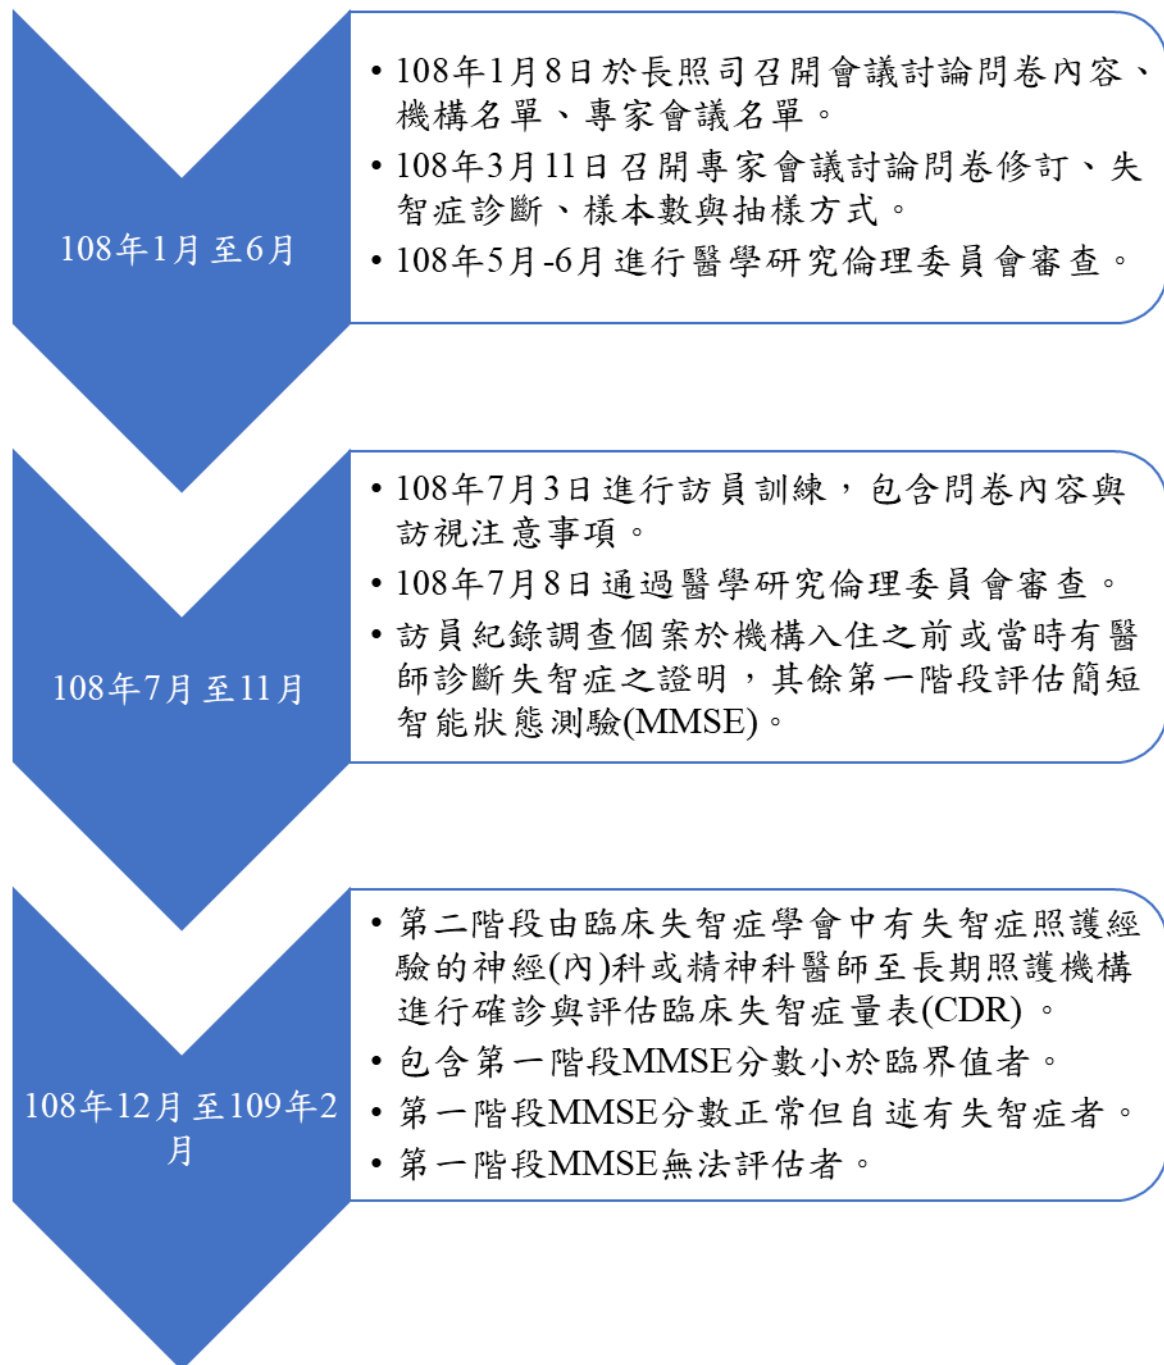 108年1月至6月
• 108年1月8日於長照司召開會議討論問卷內容、
機構名單、專家會議名單。
• 108年3月11日召開專家會議討論問卷修訂、失
智症診斷、樣本數與抽樣方式。
• 108年5月-6月進行醫學研究倫理委員會審查。
108年7月至11月
• 108年7月3日進行訪員訓練，包含問卷內容與
訪視注意事項。
• 108年7月8日通過醫學研究倫理委員會審查。
• 訪員紀錄調查個案於機構入住之前或當時有醫
師診斷失智症之證明，其餘第一階段評估簡短
智能狀態測驗(MMSE)。
108年12月至109年2
月
• 第二階段由臨床失智症學會中有失智症照護經
驗的神經(內)科或精神科醫師至長期照護機構
進行確診與評估臨床失智症量表(CDR) 。
• 包含第一階段MMSE分數小於臨界值者。
• 第一階段MMSE分數正常但自述有失智症者。
• 第一階段MMSE無法評估者。